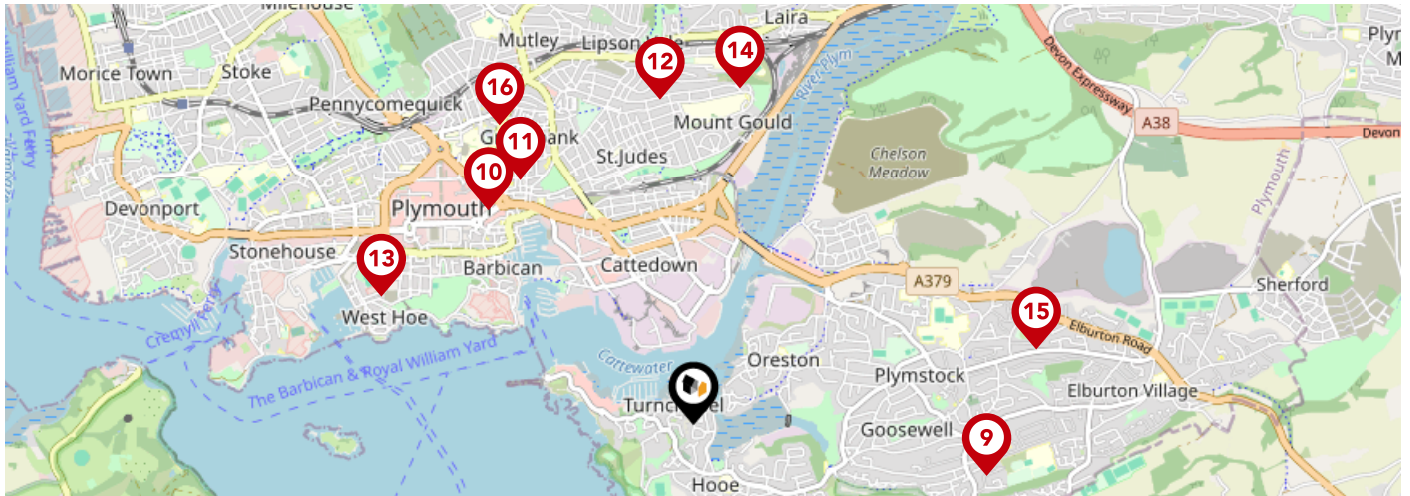 Milehouse
Laira
Mutley
Lipson
Morice Town
Stoke
14
12
16
Pennycomequick
Devon Expressway
River Plym
A38
Devon
Mount Gould
11
St.Judes
Chelson
Meadow
10
Plymouth
Devonport
Plymouth
Stonehouse
13
Barbican
Cattedown
A379
Sherford
West Hoe
Cremyll Ferry
15
Elburton Road
The Barbican & Royal William Yard
Cattewater
Oreston
Plymstock
Elburton Village
Goosewell
9
Hooe